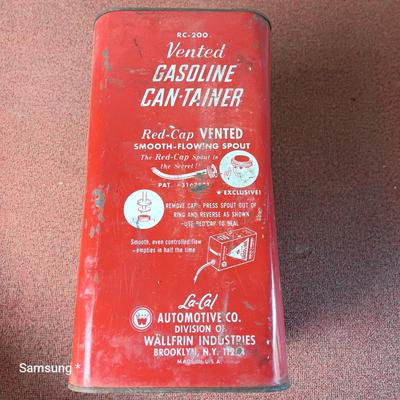 RC-200
Vented
GASOLINE
CAN-TAINER
Red-Cap VENTED
SMOOTH-FLOWING SPOUT
The Red-Cap Spout is
the Secret!
PAT.
★ EXCLUSIVE!
REMOVE CAP - PRESS SPOUT OUT OF
RING AND REVERSE AS SHOWN
- USE RED CAP TO SEAL
Smooth, even controlled flow
- empties in half the time
La-Cal
AUTOMOTIVE CO.
DIVISION OF
WALLFRIN INDUSTRIES
BROOKLYN, N.Y.
MADE IN U.S.A.
Samsung *